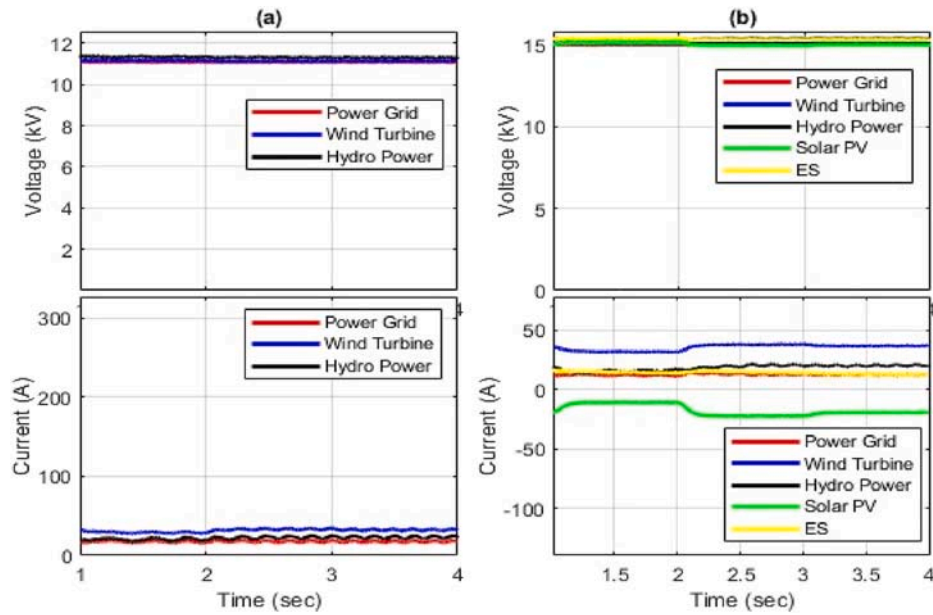 (a)
12
10
8
6
4
2
Voltage (kV)
Power Grid
Wind Turbine
Hydro Power
(b)
15
10
5
0
Voltage (kV)
Power Grid
Wind Turbine
Hydro Power
Solar PV
ES
300
200
100
0
Current (A)
Power Grid
Wind Turbine
Hydro Power
1 2 3 4
Time (sec)
50
0
-50
-100
Current (A)
Power Grid
Wind Turbine
Hydro Power
Solar PV
ES
1.5 2 2.5 3 3.5 4
Time (sec)